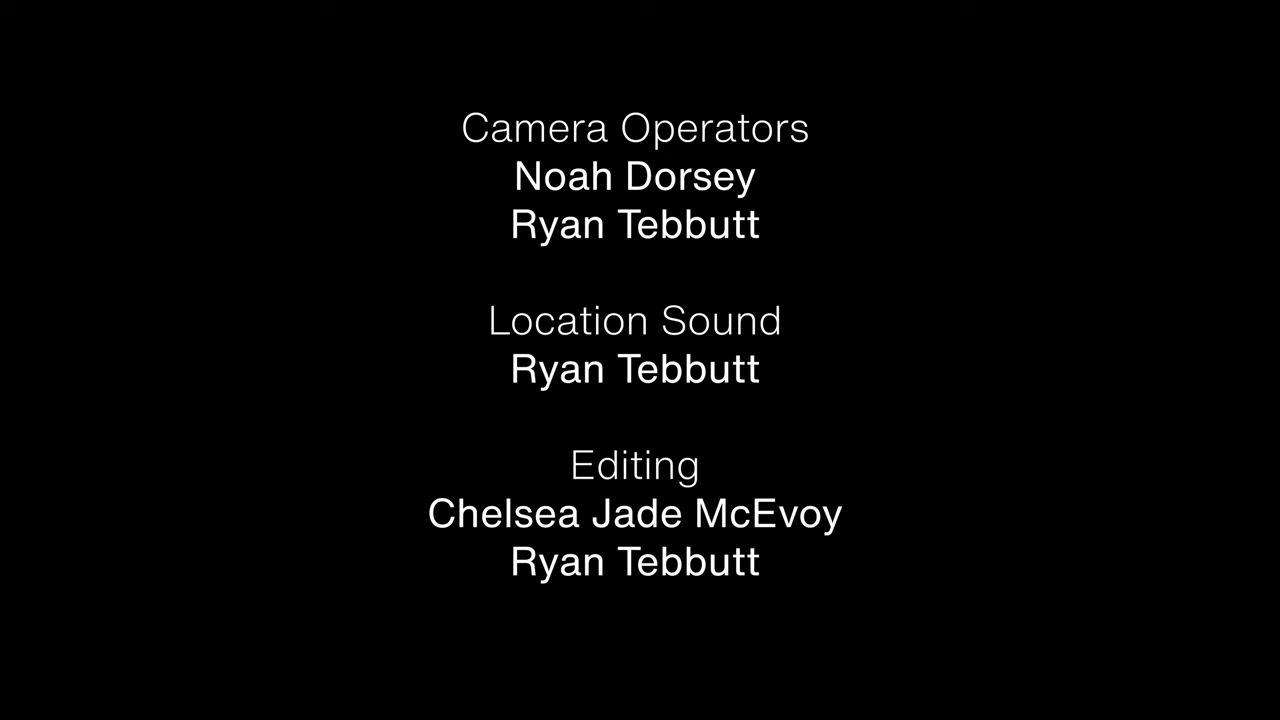 Camera Operators
Noah Dorsey
Ryan Tebbutt
Location Sound
Ryan Tebbutt
Editing
Chelsea Jade McEvoy
Ryan Tebbutt